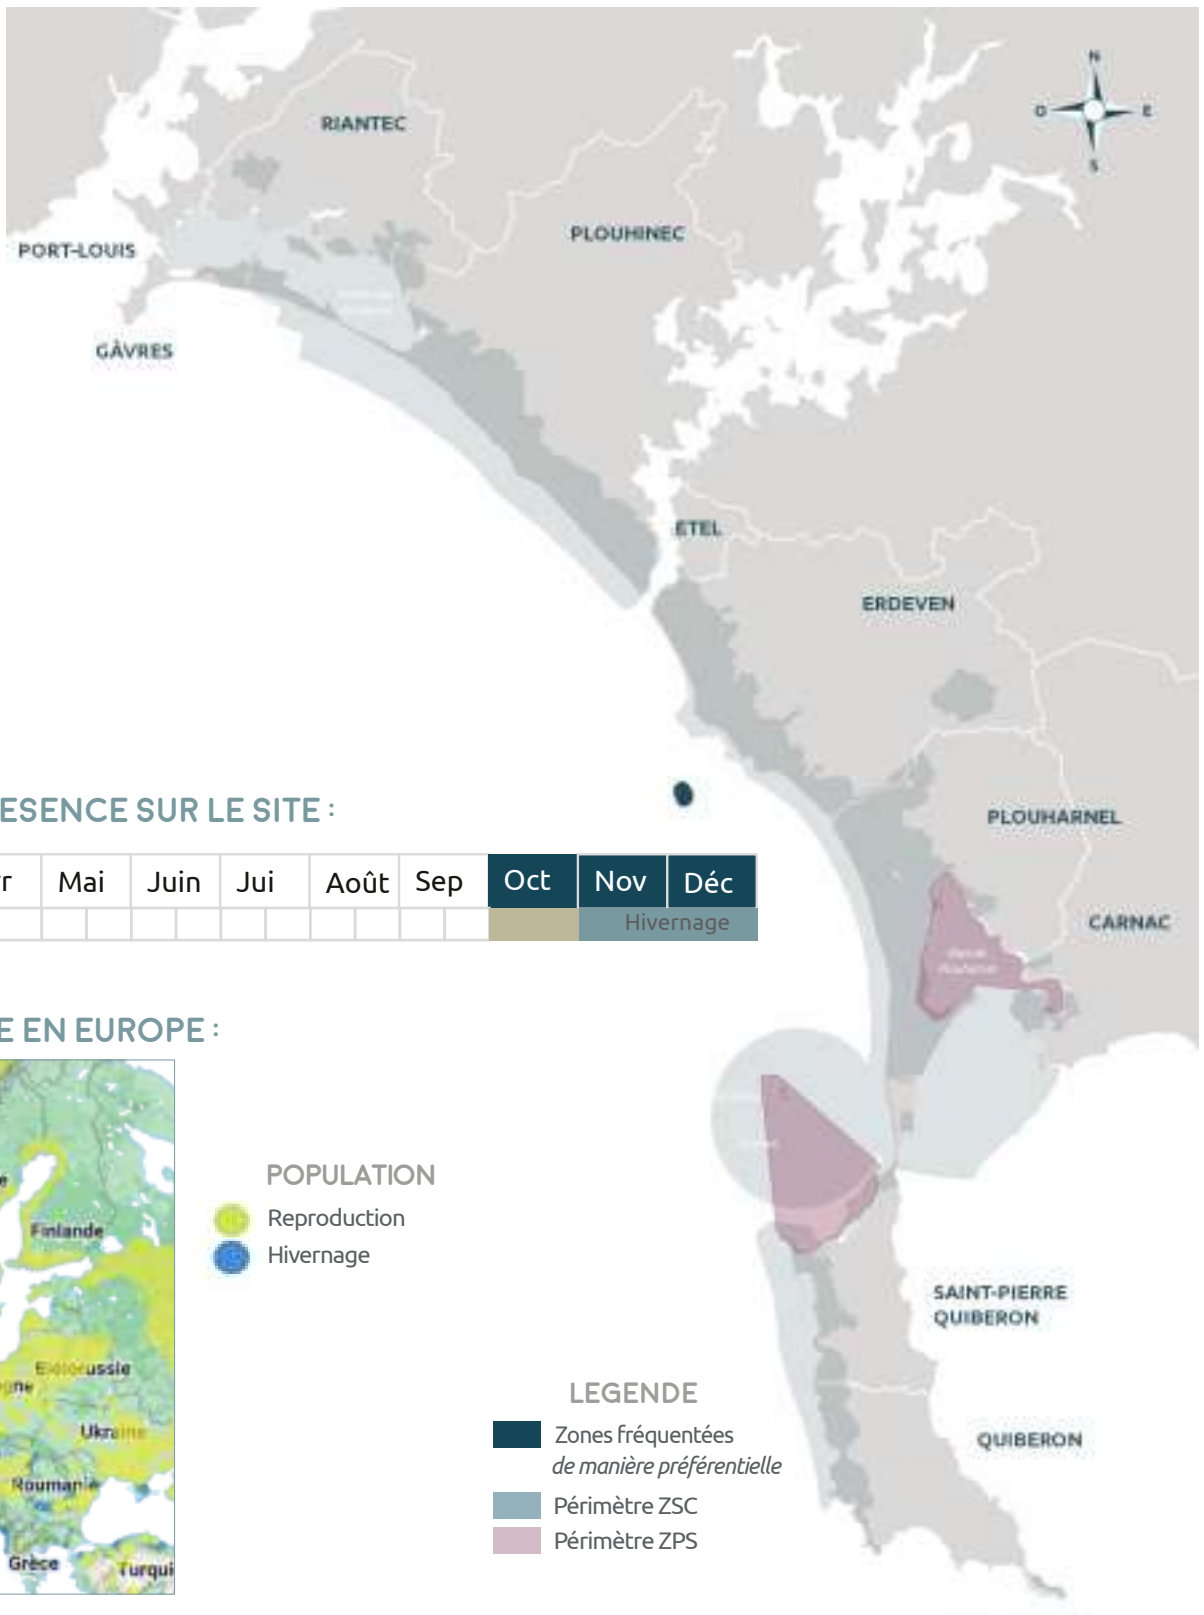 N
O
E
S
RIANTEC
PORT-LOUIS
PLOUHINEC
GÂVRES
ETEL
ERDEVEN
PLOUHARNEL
CARNAC
SAINT-PIERRE
QUIBERON
QUIBERON
ESENCE SUR LE SITE :
r Mai Juin Jui Août Sep Oct Nov Déc
Hivernage
E EN EUROPE :
Finlande
ussie
gne
Ukraine
Roumanie
Grèce
Turqui
POPULATION
Reproduction
Hivernage
LEGENDE
Zones fréquentées
de manière préférentielle
Périmètre ZSC
Périmètre ZPS